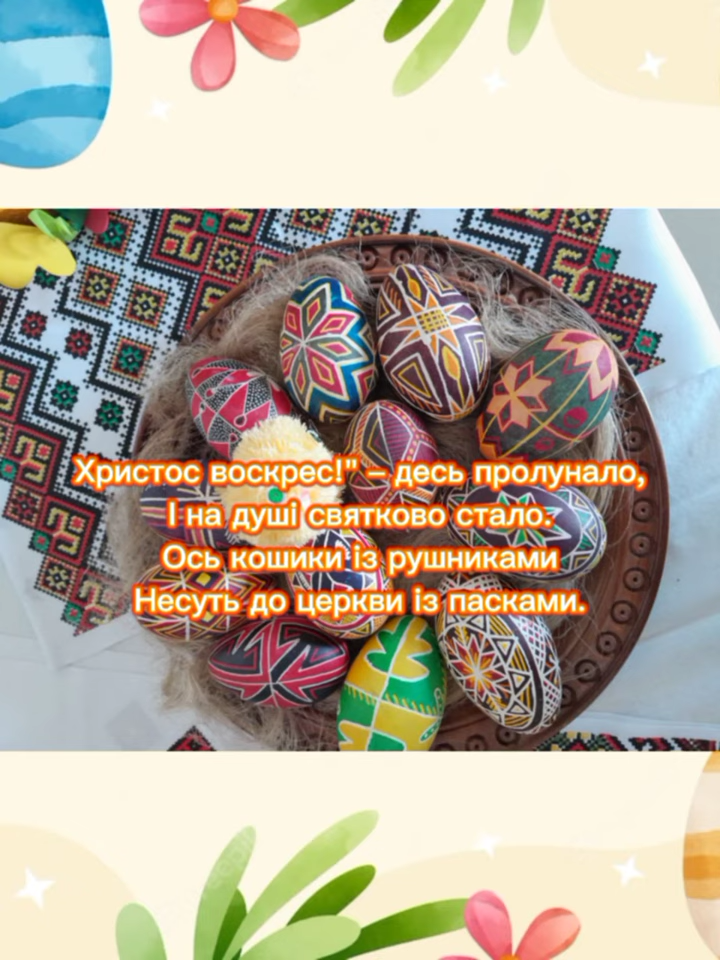 Христос воскрес!" – десь пролунало,
І на душі святково стало.
Ось кошики із рушниками
Несуть до церкви із пасками.